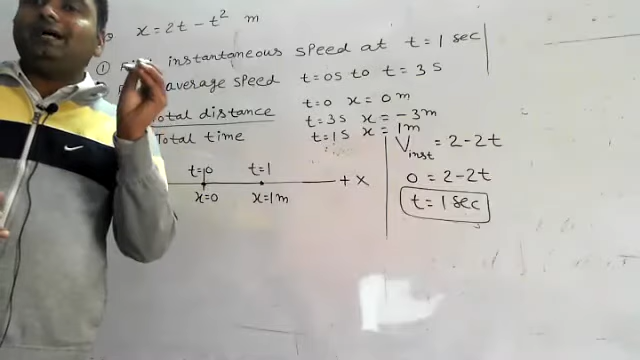 x = 2t - t² m
① instantaneous speed at t = 1 sec
average speed t = 0s to t = 3s
Total distance
Total time
t=0 x = 0m
t = 3s x = -3m
t = 1s x = 1m
t=0 t=1
+ x
x=0 x=1m
V inst = 2-2t
0 = 2-2t
t = 1 sec